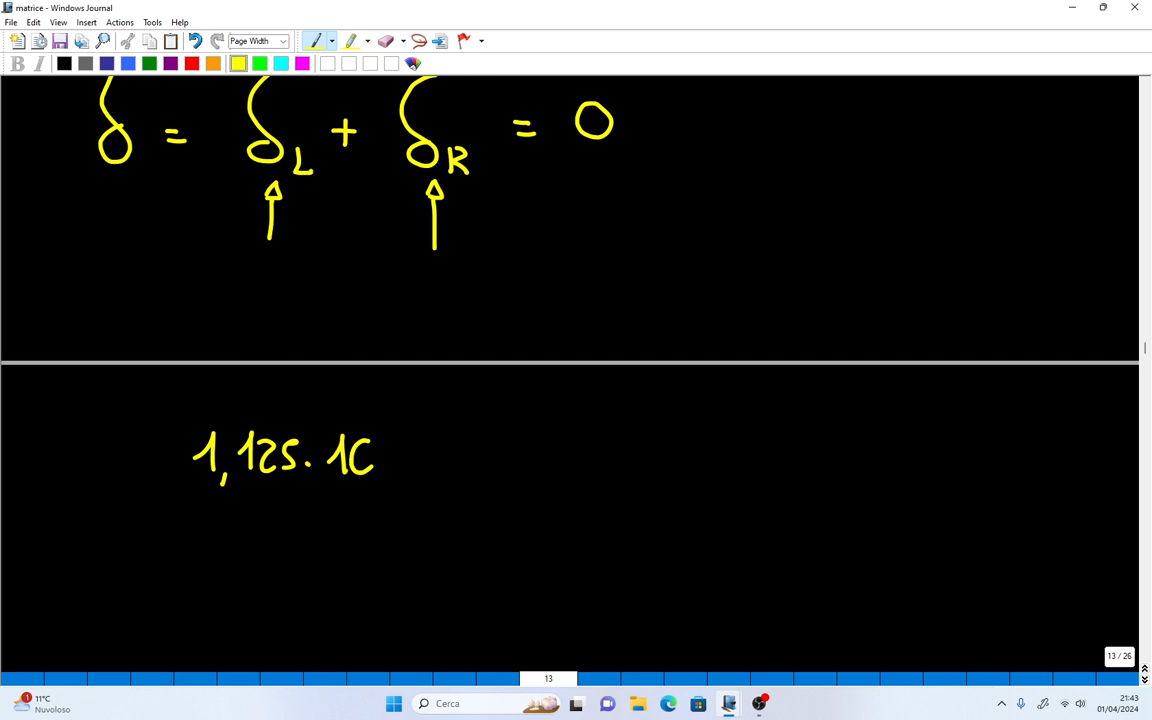 matrice - Windows Journal
File Edit View Insert Actions Tools Help
Page Width
B I
δ = δL + δR = 0
1,125. 1C
13 / 26
13
1
11°C
Nuvoloso
Cerca
21:43
01/04/2024